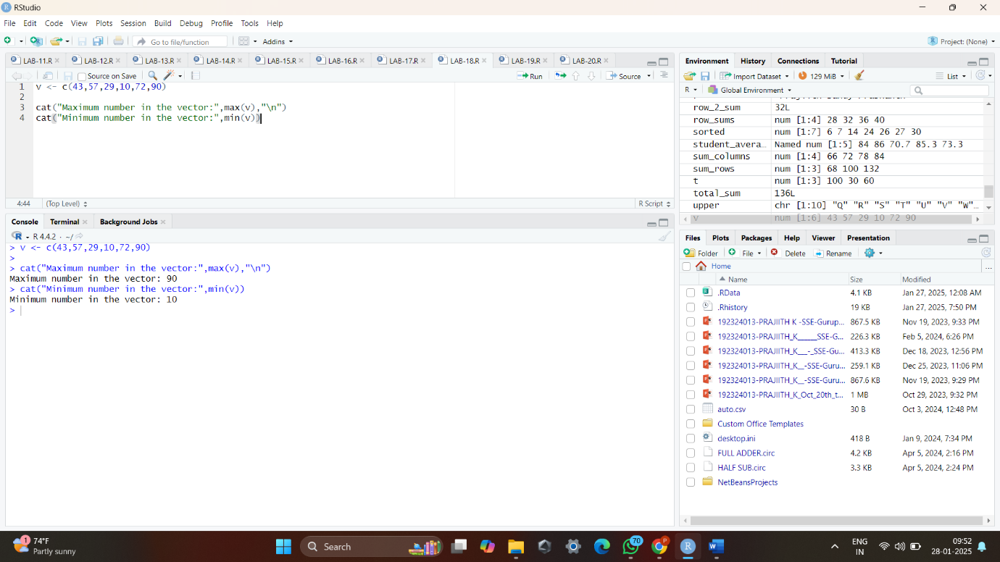 RStudio
File Edit Code View Plots Session Build Debug Profile Tools Help
Go to file/function Addins Project: (None)
LAB-11.R LAB-12.R LAB-13.R LAB-14.R LAB-15.R LAB-16.R LAB-17.R LAB-18.R LAB-19.R LAB-20.R
Source on Save Run Source
1 v <- c(43,57,29,10,72,90)
2
3 cat("Maximum number in the vector:",max(v),"\n")
4 cat("Minimum number in the vector:",min(v))
4:44 (Top Level) R Script
Console Terminal Background Jobs
R 4.4.2 · ~/
> v <- c(43,57,29,10,72,90)
>
> cat("Maximum number in the vector:",max(v),"\n")
Maximum number in the vector: 90
> cat("Minimum number in the vector:",min(v))
Minimum number in the vector: 10
>
Environment History Connections Tutorial
Import Dataset 129 MiB List
R Global Environment
row_2_sum 32L
row_sums num [1:4] 28 32 36 40
sorted num [1:7] 6 7 14 24 26 27 30
student_avera… Named num [1:5] 84 86 70.7 85.3 73.3
sum_columns num [1:4] 66 72 78 84
sum_rows num [1:3] 68 100 132
t num [1:3] 100 30 60
total_sum 136L
upper chr [1:10] "Q" "R" "S" "T" "U" "V" "W"…
v num [1:6] 43 57 29 10 72 90
Files Plots Packages Help Viewer Presentation
Folder File Delete Rename
Home ...
Name Size Modified
.RData 4.1 KB Jan 27, 2025, 12:08 AM
.Rhistory 19 KB Jan 27, 2025, 7:50 PM
192324013-PRAJIITH K -SSE-Gurup... 867.5 KB Nov 19, 2023, 9:33 PM
192324013-PRAJIITH_K_____SSE-G... 226.3 KB Feb 5, 2024, 6:26 PM
192324013-PRAJIITH_K___-_SSE-Gu... 413.3 KB Dec 18, 2023, 12:56 PM
192324013-PRAJIITH_K__-SSE-Guru... 259.1 KB Dec 25, 2023, 11:06 PM
192324013-PRAJIITH_K__-SSE-Guru... 867.6 KB Nov 19, 2023, 9:29 PM
192324013-PRAJIITH_K_Oct_20th_t... 1 MB Oct 29, 2023, 9:32 PM
auto.csv 30 B Oct 3, 2024, 12:48 PM
Custom Office Templates
desktop.ini 418 B Jan 9, 2024, 7:34 PM
FULL ADDER.circ 4.2 KB Apr 5, 2024, 2:16 PM
HALF SUB.circ 3.3 KB Apr 5, 2024, 2:24 PM
NetBeansProjects
1 74°F
Partly sunny
Search
70
ENG
IN
09:52
28-01-2025